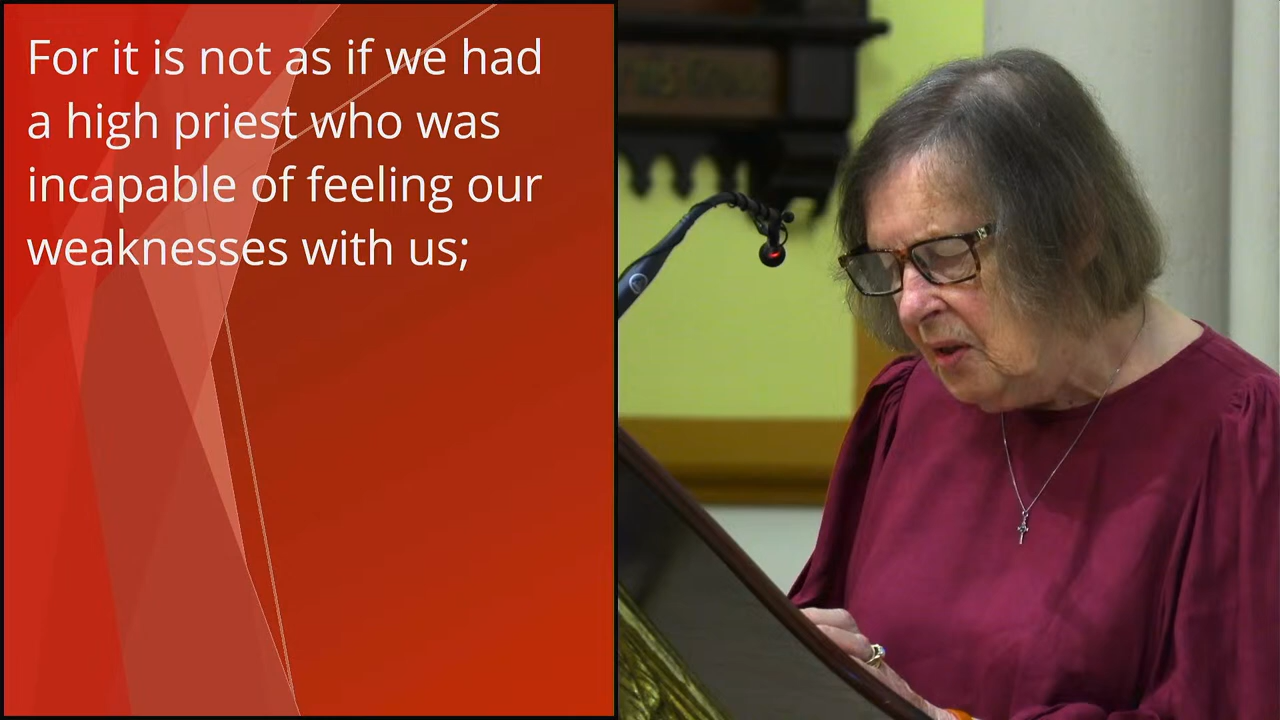 For it is not as if we had
a high priest who was
incapable of feeling our
weaknesses with us;